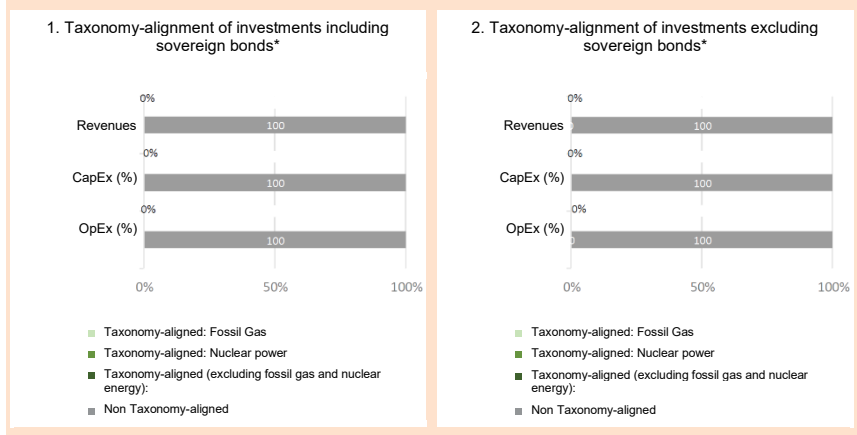 1. Taxonomy-alignment of investments including
sovereign bonds*
0%
Revenues
100
0%
CapEx (%)
100
0%
OpEx (%)
100
0%
50%
100%
Taxonomy-aligned: Fossil Gas
Taxonomy-aligned: Nuclear power
Taxonomy-aligned (excluding fossil gas and nuclear
energy):
Non Taxonomy-aligned
2. Taxonomy-alignment of investments excluding
sovereign bonds*
0%
Revenues
100
0%
CapEx (%)
100
0%
OpEx (%)
100
0%
50%
100%
Taxonomy-aligned: Fossil Gas
Taxonomy-aligned: Nuclear power
Taxonomy-aligned (excluding fossil gas and nuclear
energy):
Non Taxonomy-aligned